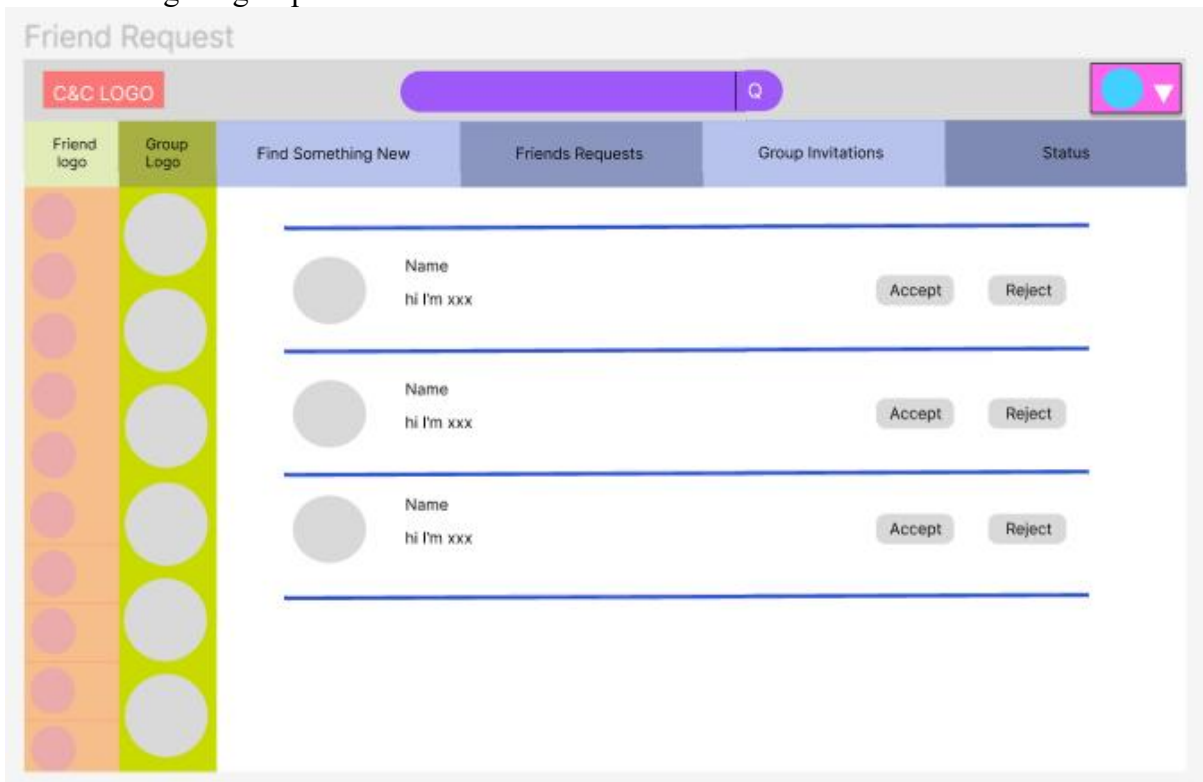 Friend Request
C&C LOGO
Q
Friend
logo
Group
Logo
Find Something New
Friends Requests
Group Invitations
Status
Name
hi I'm xxx
Accept
Reject
Name
hi I'm xxx
Accept
Reject
Name
hi I'm xxx
Accept
Reject